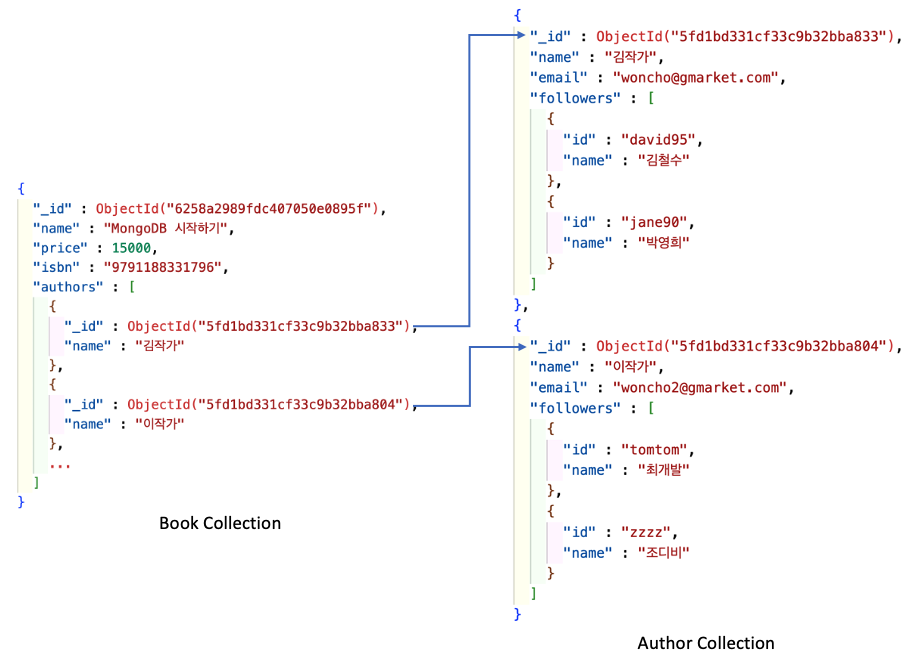 {
"_id" : ObjectId("6258a2989fdc407050e0895f"),
"name" : "MongoDB 시작하기",
"price" : 15000,
"isbn" : "9791188331796",
"authors" : [
{
"_id" : ObjectId("5fd1bd331cf33c9b32bba833"),
"name" : "김작가"
},
{
"_id" : ObjectId("5fd1bd331cf33c9b32bba804"),
"name" : "이작가"
},
...
]
}
Book Collection
{
"_id" : ObjectId("5fd1bd331cf33c9b32bba833"),
"name" : "김작가",
"email" : "woncho@gmarket.com",
"followers" : [
{
"id" : "david95",
"name" : "김철수"
},
{
"id" : "jane90",
"name" : "박영희"
}
]
},
{
"_id" : ObjectId("5fd1bd331cf33c9b32bba804"),
"name" : "이작가",
"email" : "woncho2@gmarket.com",
"followers" : [
{
"id" : "tomtom",
"name" : "최개발"
},
{
"id" : "zzzz",
"name" : "조디비"
}
]
}
Author Collection